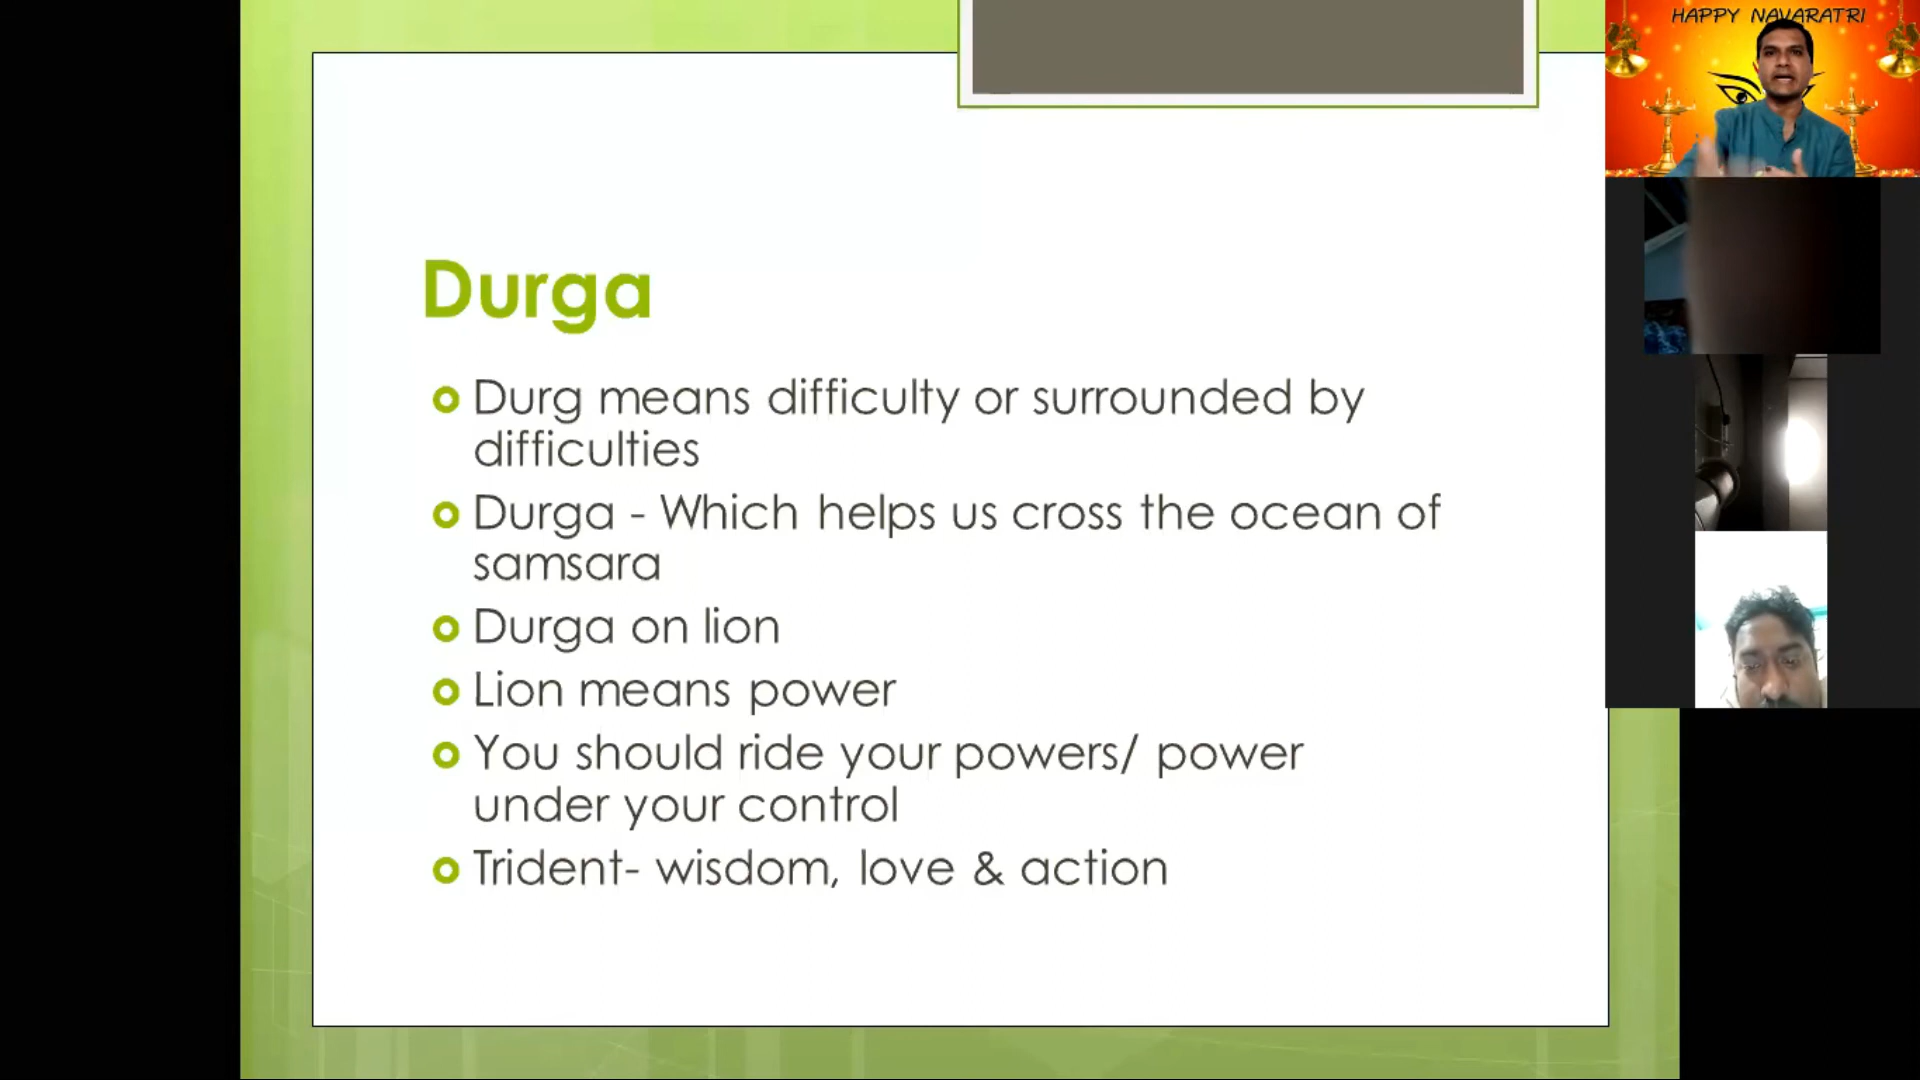 HAPPY NAVARATRI
Durga
Durg means difficulty or surrounded by
difficulties
Durga - Which helps us cross the ocean of
samsara
Durga on lion
Lion means power
You should ride your powers/ power
under your control
Trident- wisdom, love & action